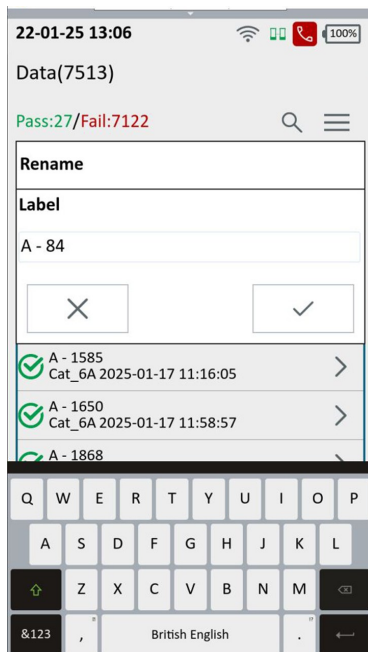 22-01-25 13:06
100%
Data(7513)
Pass:27/Fail:7122
Rename
Label
A - 84
A - 1585
Cat_6A 2025-01-17 11:16:05
A - 1650
Cat_6A 2025-01-17 11:58:57
A - 1868
Q W E R T Y U I O P
A S D F G H J K L
Z X C V B N M
&123 , British English .